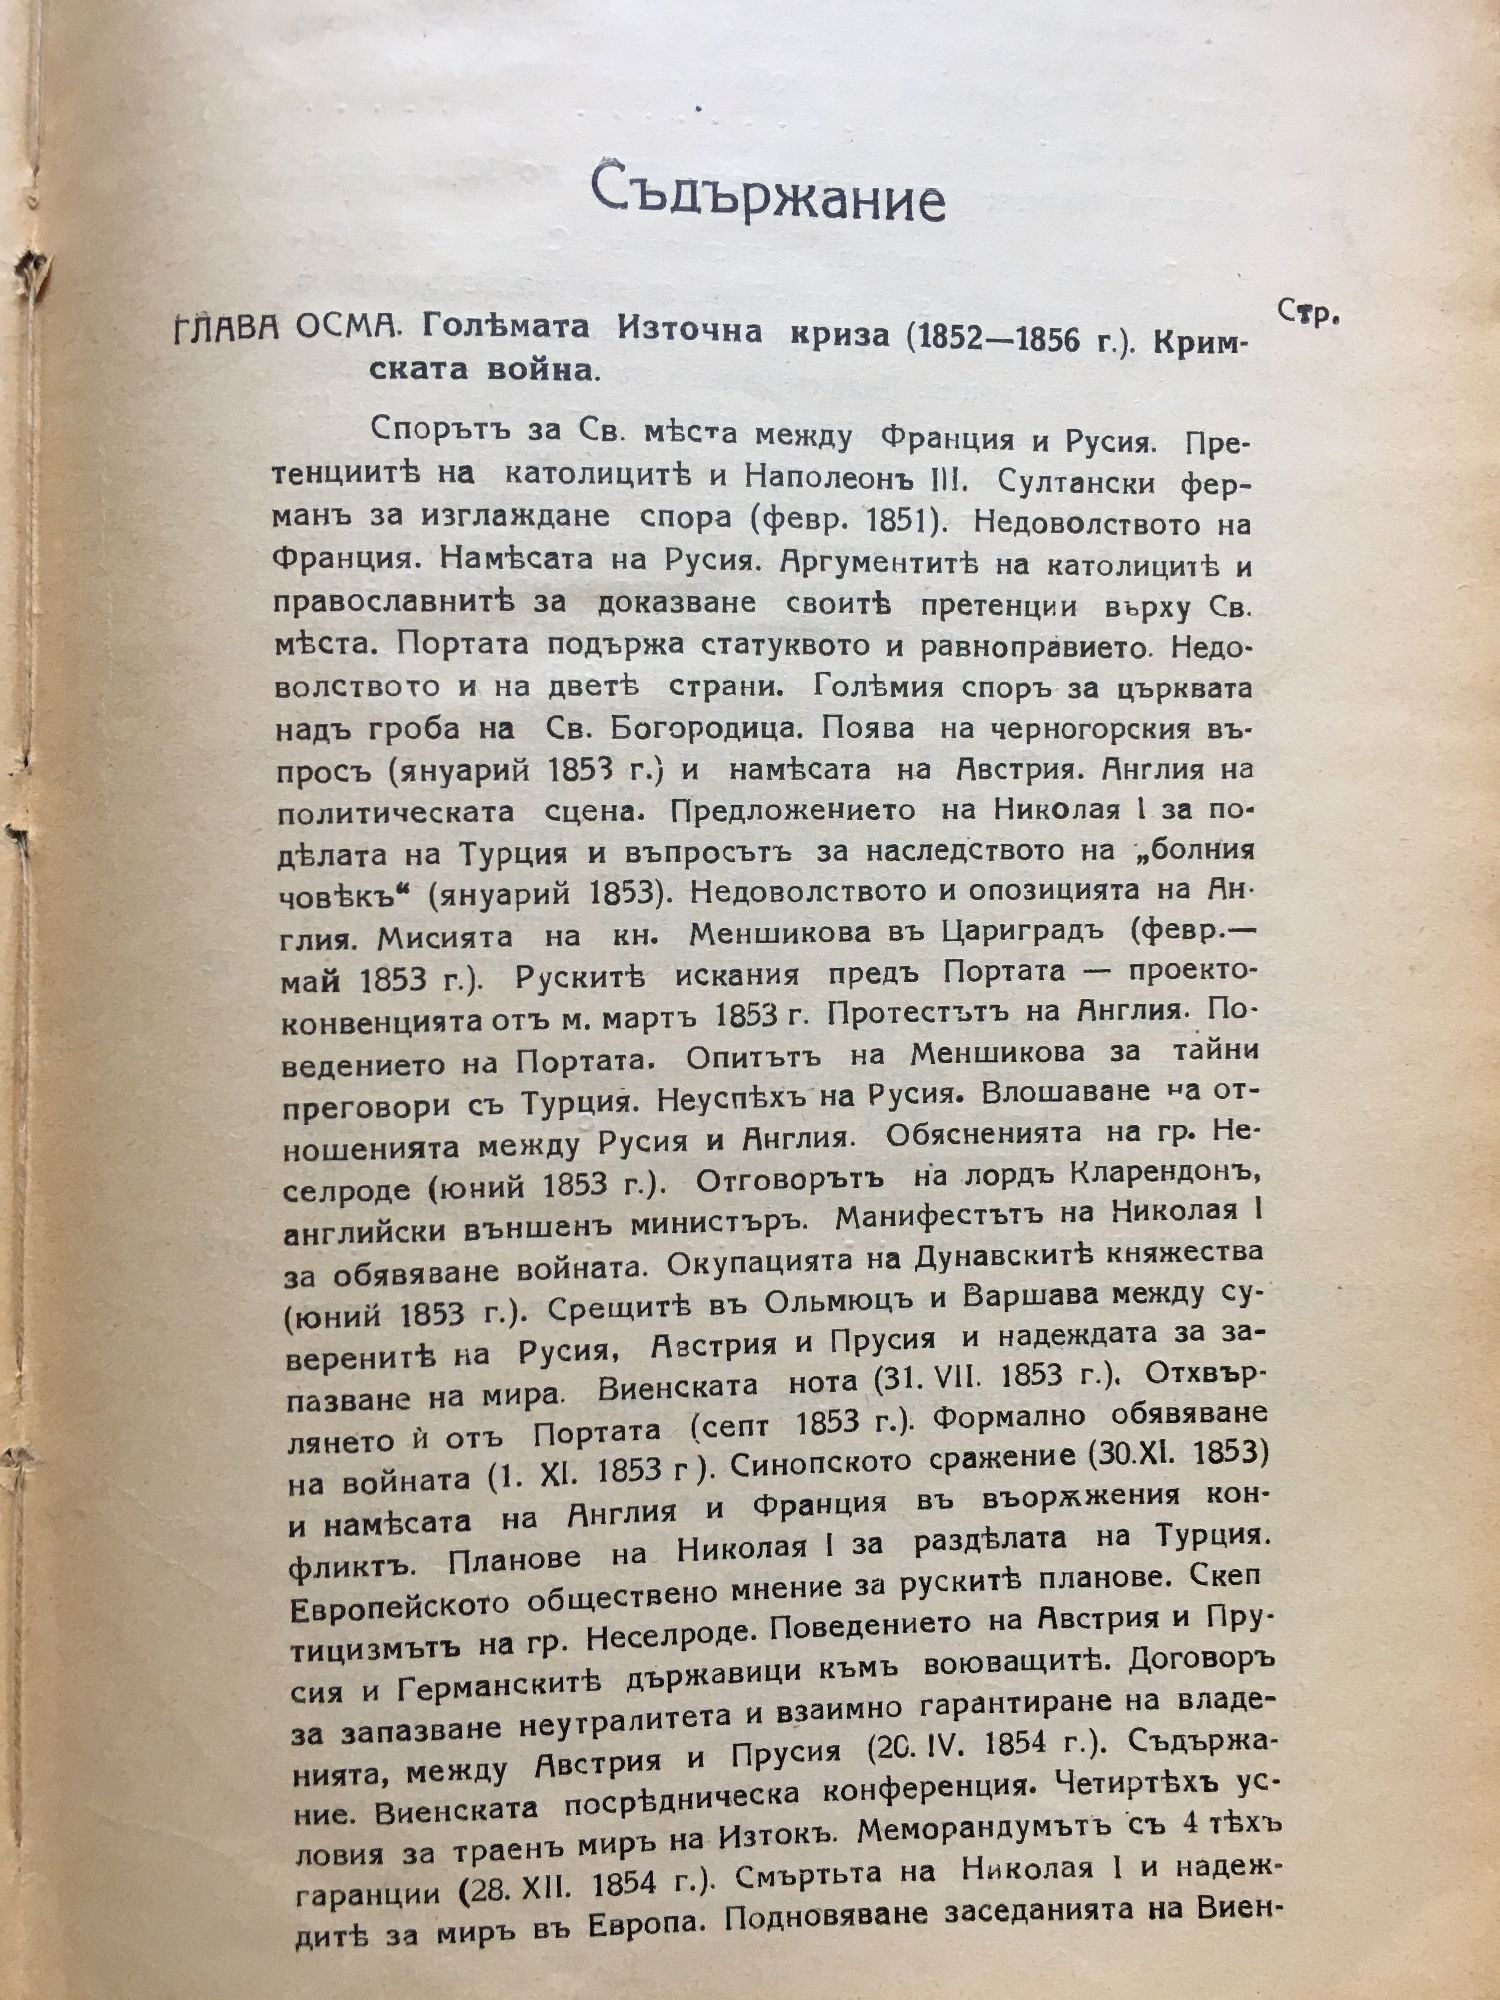 Съдържание
Стр.
ГЛАВА ОСМА. Голѣмата Източна криза (1852—1856 г.). Крим-
ската война.
Спорътъ за Св. мѣста между Франция и Русия. Пре-
тенциитѣ на католицитѣ и Наполеонъ III. Султански фер-
манъ за изглаждане спора (февр. 1851). Недоволството на
Франция. Намѣсата на Русия. Аргументитѣ на католицитѣ и
православнитѣ за доказване своитѣ претенции върху Св.
мѣста. Портата подържа статуквото и равноправието. Недо-
волството и на дветѣ страни. Голѣмия споръ за църквата
надъ гроба на Св. Богородица. Поява на черногорския въ-
просъ (януарий 1853 г.) и намѣсата на Австрия. Англия на
политическата сцена. Предложението на Николая I за по-
дѣлата на Турция и въпросътъ за наследството на „болния
човѣкъ“ (януарий 1853). Недоволството и опозицията на Ан-
глия. Мисията на кн. Меншикова въ Цариградъ (февр.—
май 1853 г.). Рускитѣ искания предъ Портата — проекто-
конвенцията отъ м. мартъ 1853 г. Протестътъ на Англия. По-
ведението на Портата. Опитътъ на Меншикова за тайни
преговори съ Турция. Неуспѣхъ на Русия. Влошаване на от-
ношенията между Русия и Англия. Обясненията на гр. Не-
селроде (юний 1853 г.). Отговорътъ на лордъ Кларендонъ,
английски външенъ министъръ. Манифестътъ на Николая I
за обявяване войната. Окупацията на Дунавскитѣ княжества
(юний 1853 г.). Срещитѣ въ Ольмюцъ и Варшава между су-
веренитѣ на Русия, Австрия и Прусия и надеждата за за-
пазване на мира. Виенската нота (31. VII. 1853 г.). Отхвър-
лянето ѝ отъ Портата (септ 1853 г.). Формално обявяване
на войната (1. XI. 1853 г ). Синопското сражение (30.XI. 1853)
и намѣсата на Англия и Франция въ въорѫжения кон-
фликтъ. Планове на Николая I за раздѣлата на Турция.
Европейското обществено мнение за рускитѣ планове. Скеп
тицизмътъ на гр. Неселроде. Поведението на Австрия и Пру-
сия и Германскитѣ държавици къмъ воюващитѣ. Договоръ
за запазване неутралитета и взаимно гарантиране на владе-
нията, между Австрия и Прусия (20. IV. 1854 г.). Съдържа-
ние. Виенската посрѣдническа конференция. Четиртѣхъ ус-
ловия за траенъ миръ на Изтокъ. Меморандумътъ съ 4 тѣхъ
гаранции (28. XII. 1854 г.). Смъртьта на Николая I и надеж-
дитѣ за миръ въ Европа. Подновяване заседанията на Виен-